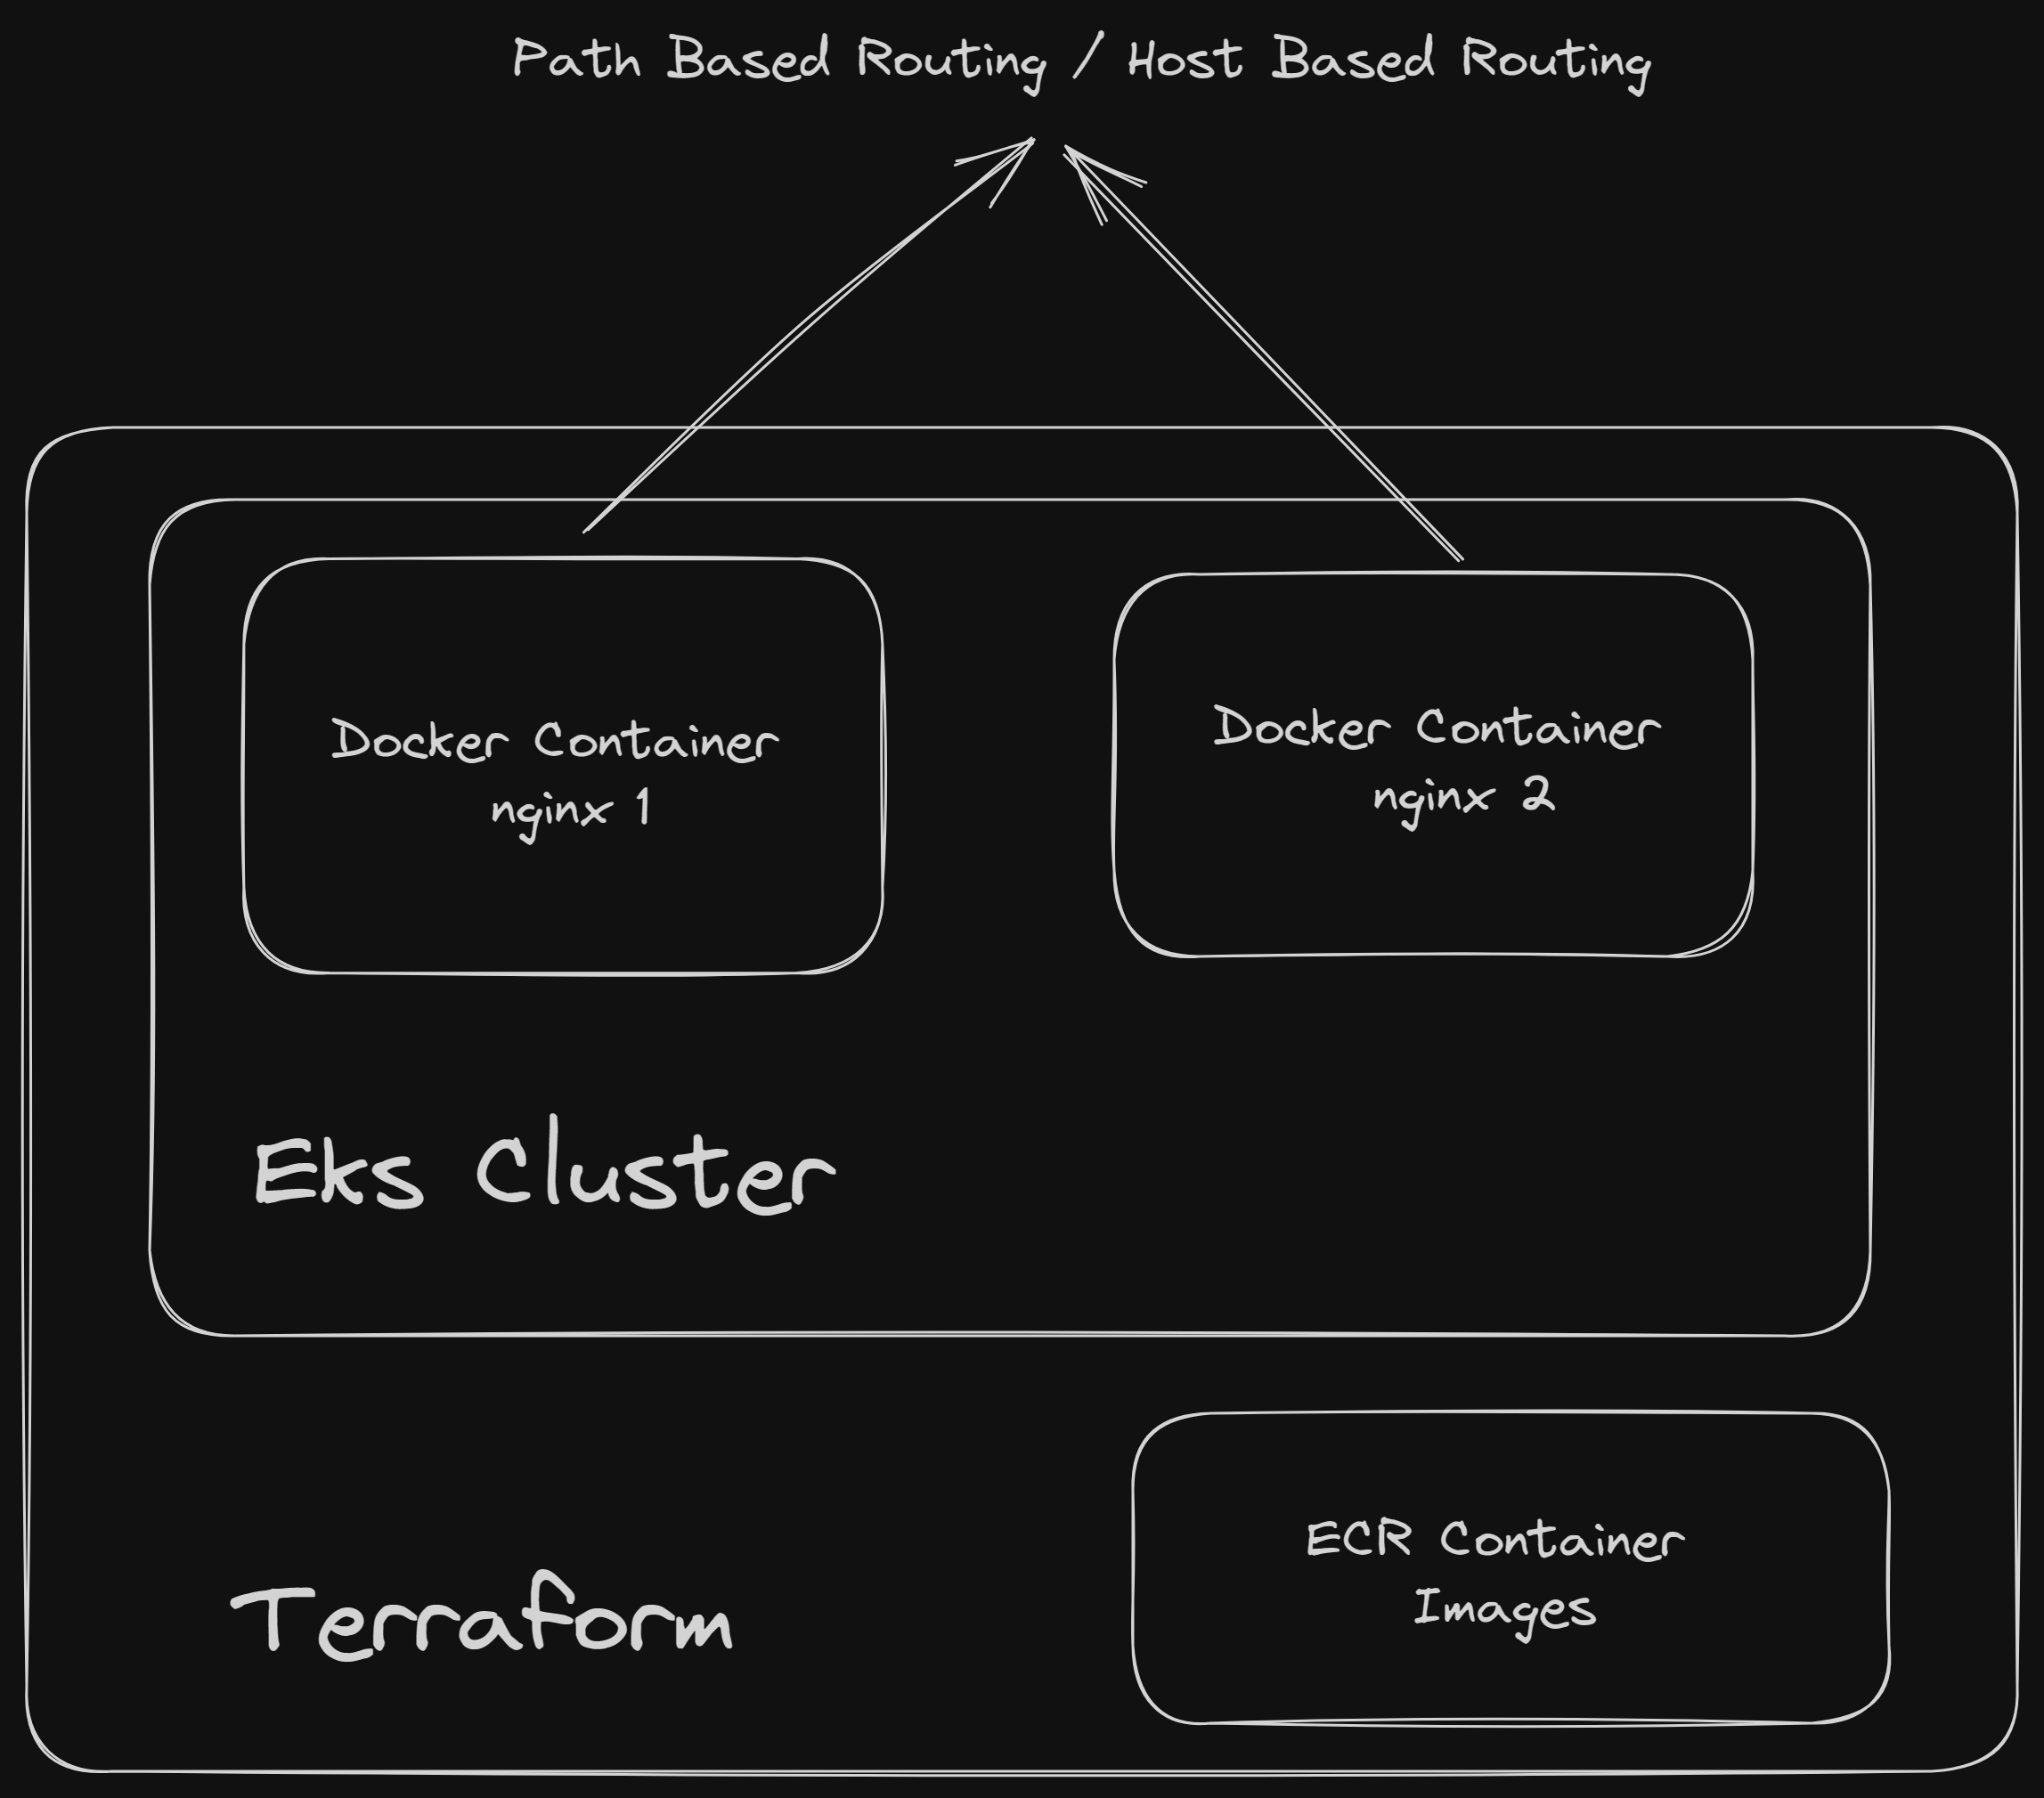 Path Based Routing / Host Based Routing
Docker Container
nginx 1
Docker Container
nginx 2
Eks Cluster
ECR Container
Images
Terraform